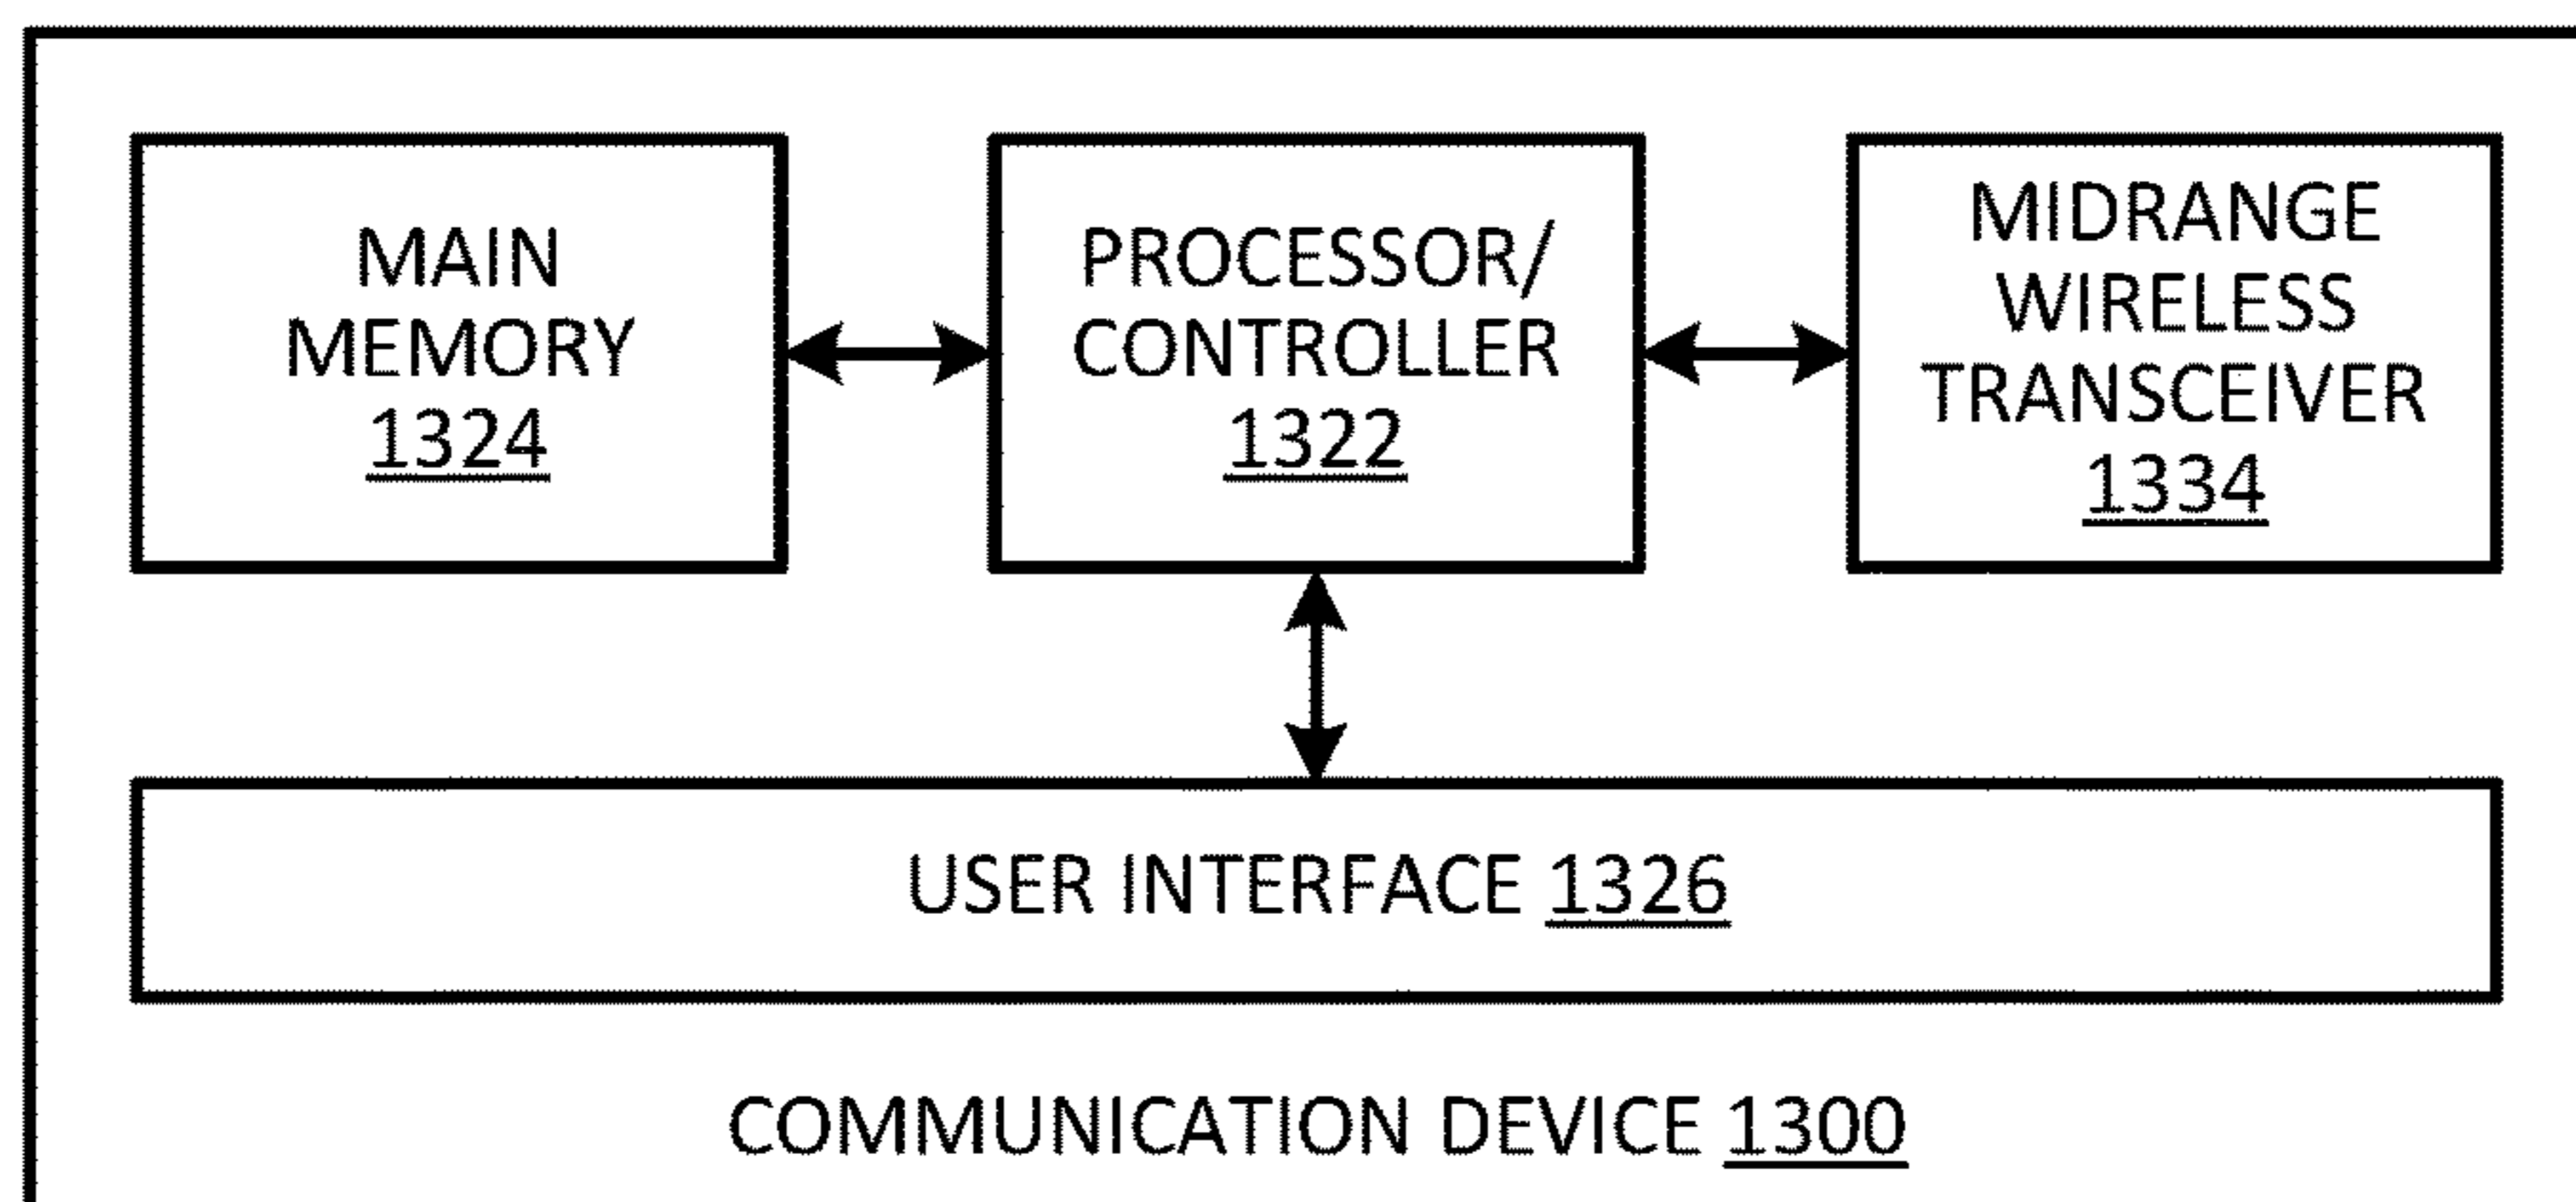 MAIN
MEMORY
1324
PROCESSOR/
CONTROLLER
1322
MIDRANGE
WIRELESS
TRANSCEIVER
1334
USER INTERFACE 1326
COMMUNICATION DEVICE 1300